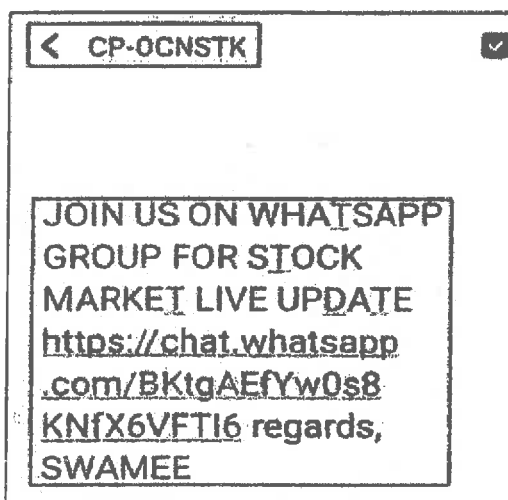 < CP-OCNSTK
JOIN US ON WHATSAPP
GROUP FOR STOCK
MARKET LIVE UPDATE
https://chat.whatsapp
.com/BKtgAEfYw0s8
KNfX6VFTI6 regards,
SWAMEE